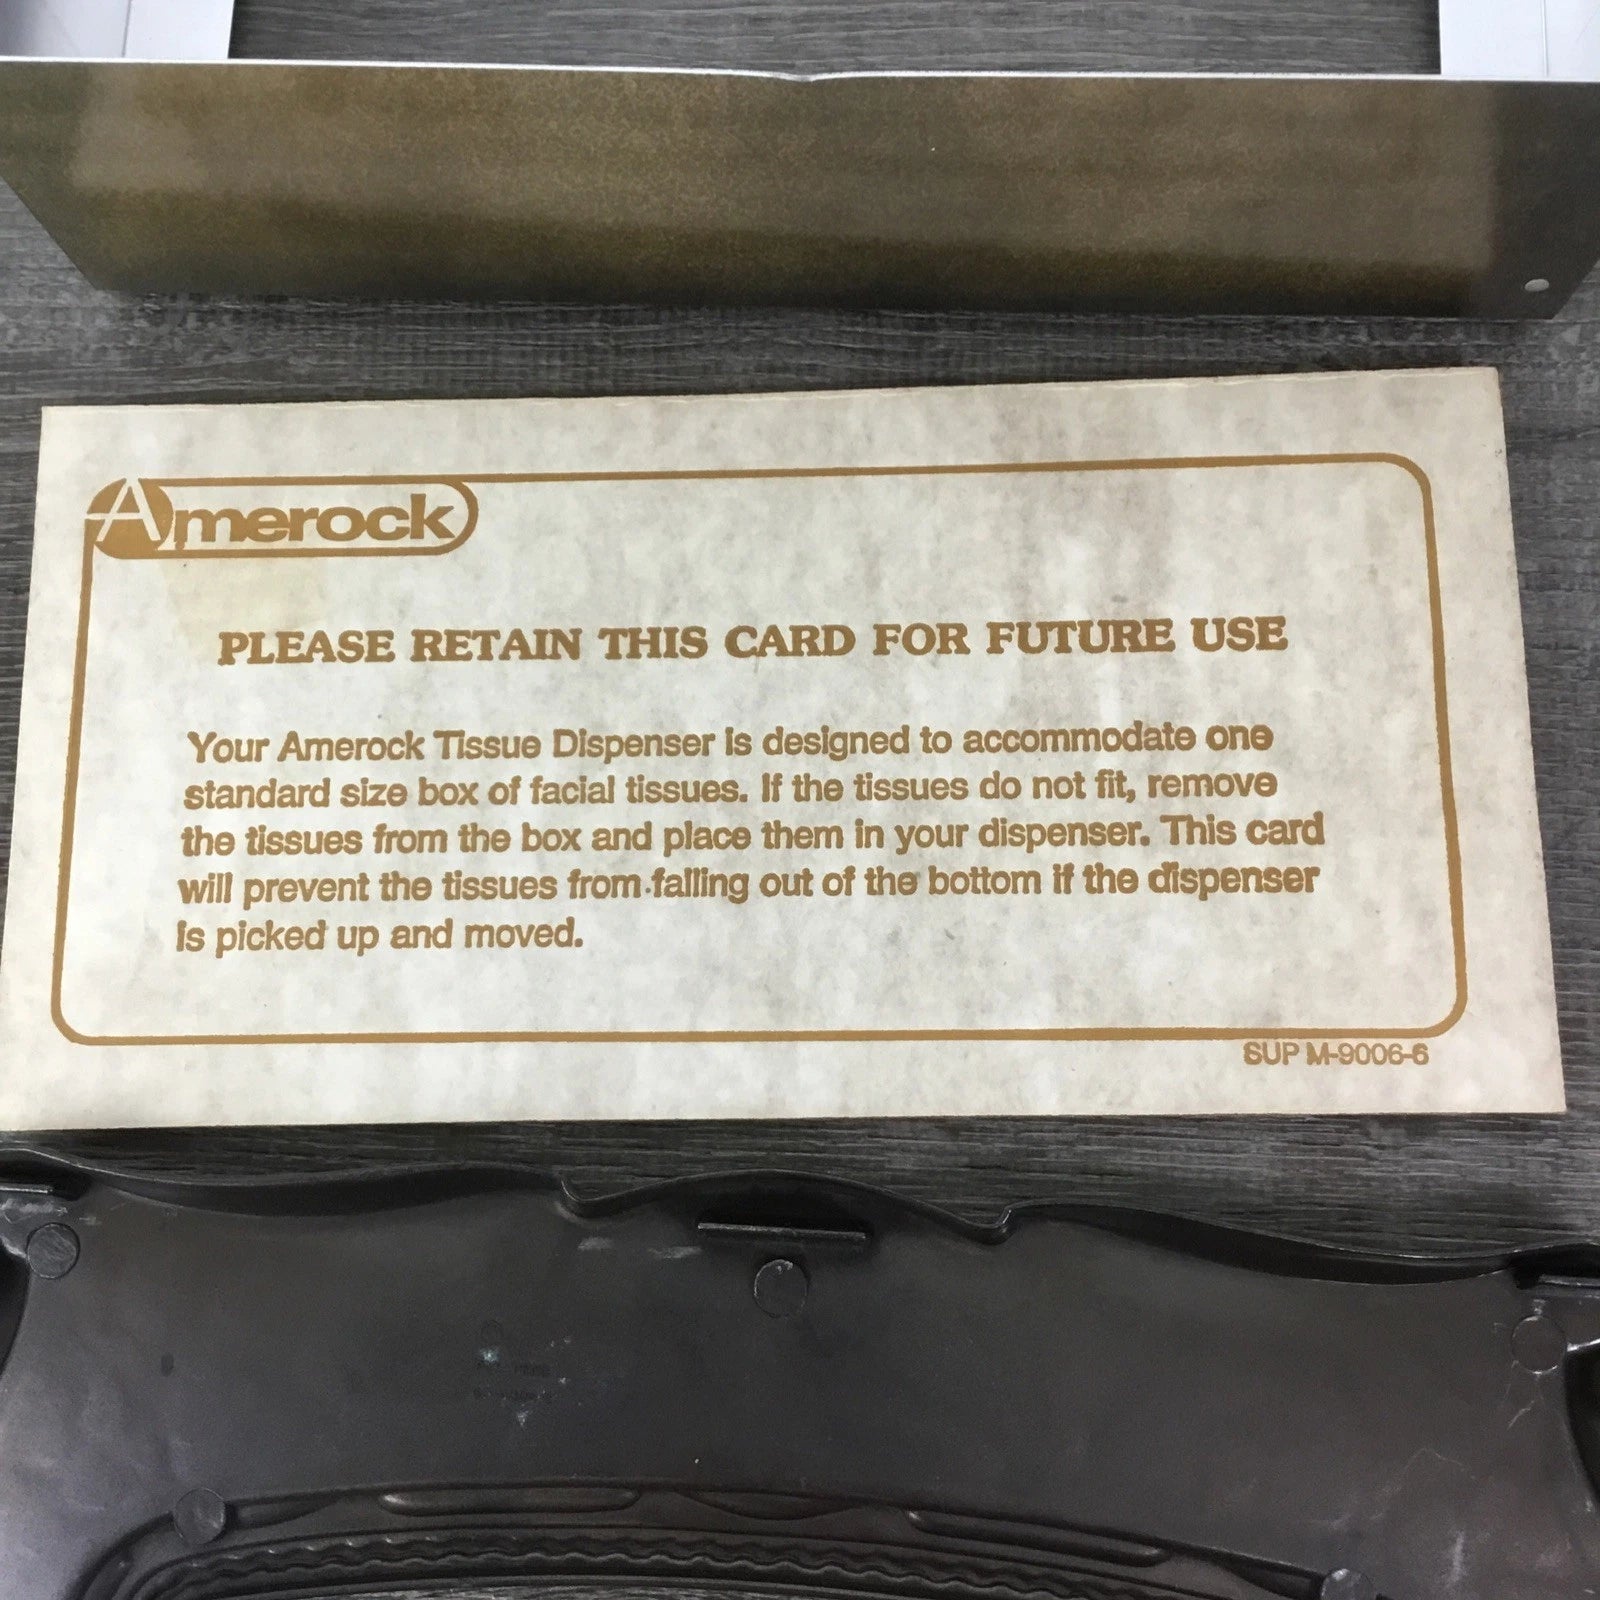 Amerock
PLEASE RETAIN THIS CARD FOR FUTURE USE
Your Amerock Tissue Dispenser is designed to accommodate one
standard size box of facial tissues. If the tissues do not fit, remove
the tissues from the box and place them in your dispenser. This card
will prevent the tissues from falling out of the bottom if the dispenser
is picked up and moved.
SUP M-9006-6